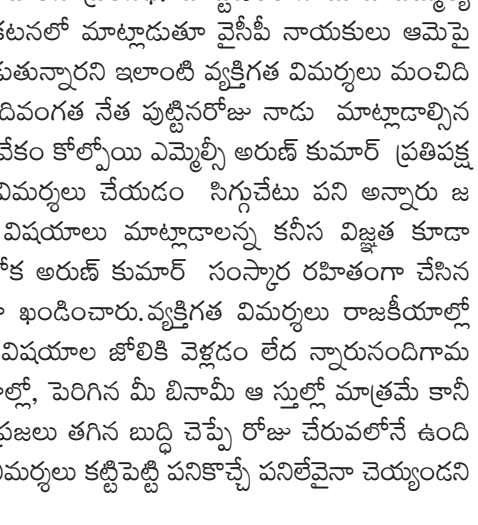 మాట్లాడుతూ వైసీపీ నాయకులు ఆమెపై
ఇలాంటి వ్యక్తిగత విమర్శలు మంచిది
దివంగత నేత పుట్టినరోజు నాడు మాట్లాడాల్సిన
కోల్పోయి ఎమ్మెల్సీ అరుణ్ కుమార్ ప్రతిపక్ష
విమర్శలు చేయడం సిగ్గుచేటు పని అన్నారు జ
విషయాలు మాట్లాడాలన్న కనీస విజ్ఞత కూడా
అరుణ్ కుమార్ సంస్కార రహితంగా చేసిన
ఖండించారు.వ్యక్తిగత విమర్శలు రాజకీయాల్లో
విషయాల జోలికి వెళ్లడం లేద న్నారునందిగామ
పెరిగిన మీ బినామీ ఆ స్తుల్లో మాత్రమే కానీ
ప్రజలు తగిన బుద్ధి చెప్పే రోజు చేరువలోనే ఉంది
విమర్శలు కట్టిపెట్టి పనికొచ్చే పనిలేవైనా చెయ్యండని